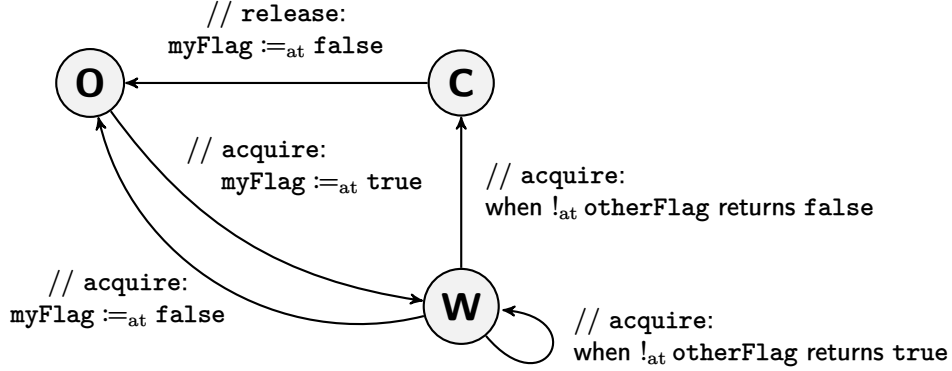 // release:
myFlag :=at false
O
C
// acquire:
myFlag :=at true
// acquire:
when !at otherFlag returns false
// acquire:
myFlag :=at false
W
// acquire:
when !at otherFlag returns true